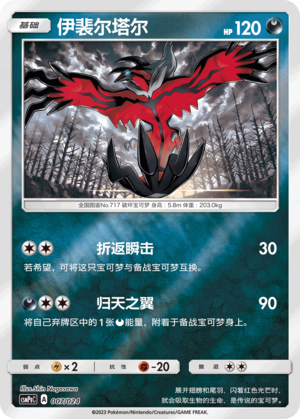 基础 伊裴尔塔尔 HP 120
全国图鉴No.717 破坏宝可梦 身高：5.8m 体重：203.0kg
折返瞬击 30
若希望，可将这只宝可梦与备战宝可梦互换。
归天之翼 90
将自己弃牌区中的1张能量，附着于备战宝可梦身上。
Illus.Shin Nagasawa
弱点 ×2 抗性 -20 撤退
A 007/024
展开翅膀和尾羽，闪着红色光芒时，
就会吸取生物的生命，是传说的宝可梦。
©2023 Pokémon/Nintendo/Creatures/GAME FREAK.